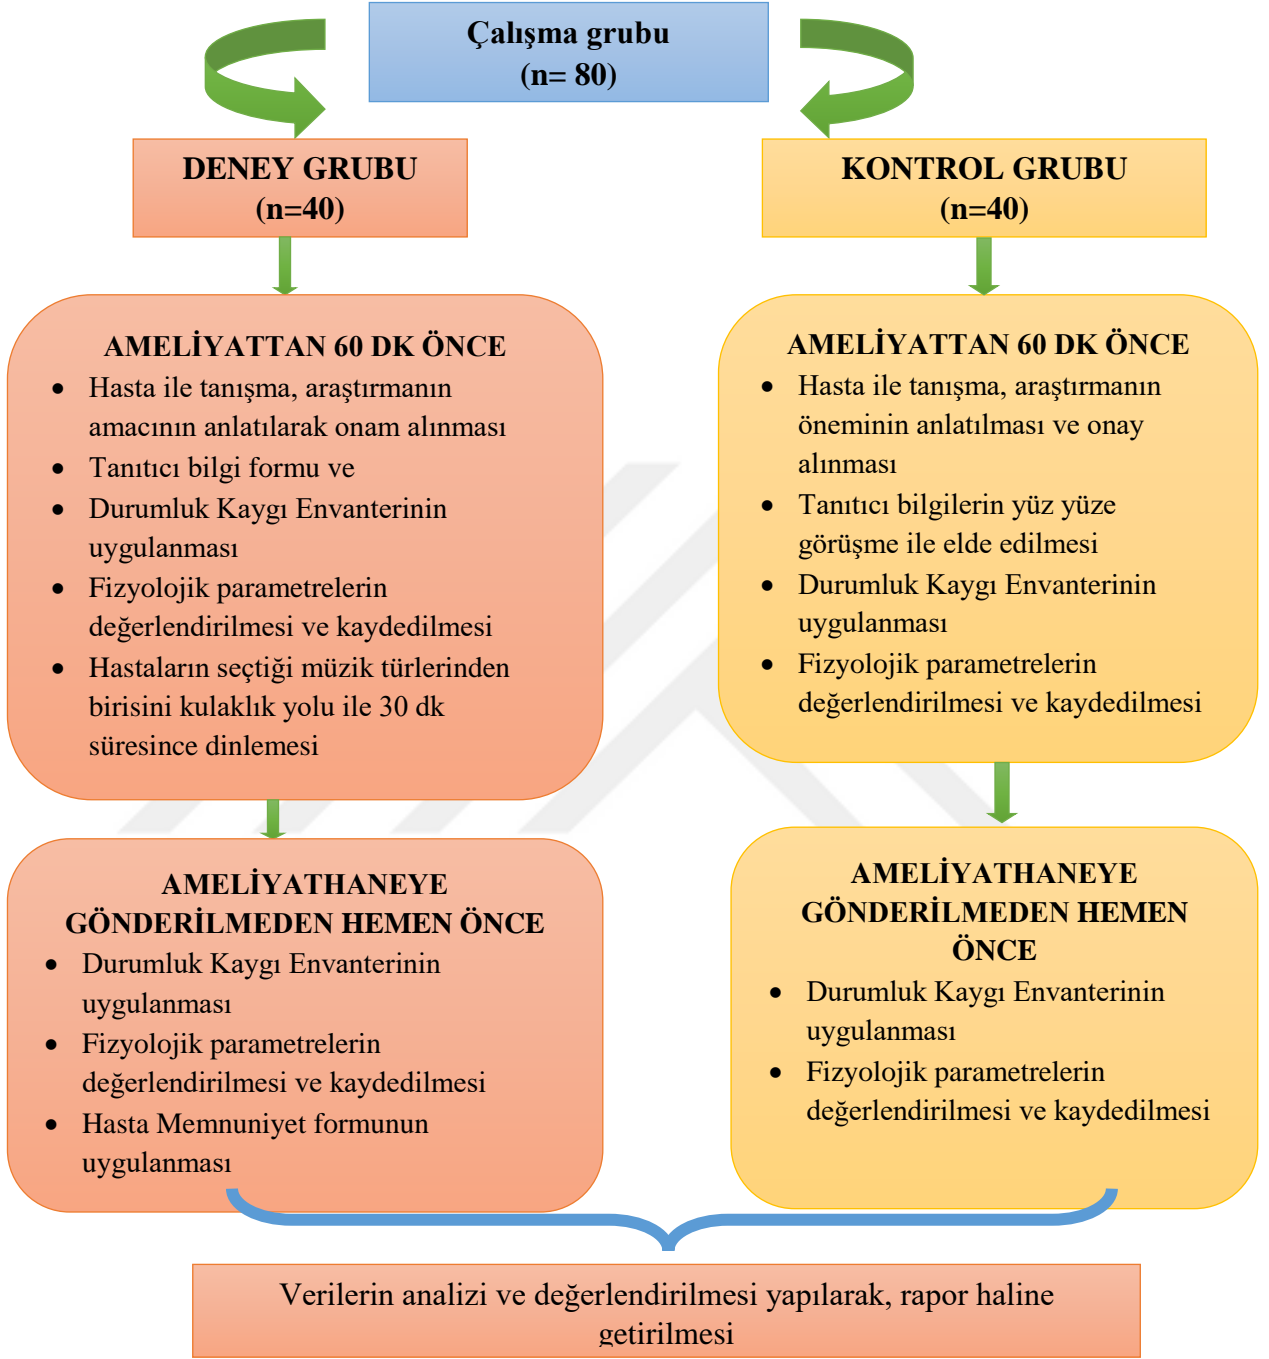 Çalışma grubu
(n= 80)
DENEY GRUBU
(n=40)
KONTROL GRUBU
(n=40)
AMELİYATTAN 60 DK ÖNCE
• Hasta ile tanışma, araştırmanın
amacının anlatılarak onam alınması
• Tanıtıcı bilgi formu ve
• Durumluk Kaygı Envanterinin
uygulanması
• Fizyolojik parametrelerin
değerlendirilmesi ve kaydedilmesi
• Hastaların seçtiği müzik türlerinden
birisini kulaklık yolu ile 30 dk
süresince dinlemesi
AMELİYATTAN 60 DK ÖNCE
• Hasta ile tanışma, araştırmanın
öneminin anlatılması ve onay
alınması
• Tanıtıcı bilgilerin yüz yüze
görüşme ile elde edilmesi
• Durumluk Kaygı Envanterinin
uygulanması
• Fizyolojik parametrelerin
değerlendirilmesi ve kaydedilmesi
AMELİYATHANEYE
GÖNDERİLMEDEN HEMEN ÖNCE
• Durumluk Kaygı Envanterinin
uygulanması
• Fizyolojik parametrelerin
değerlendirilmesi ve kaydedilmesi
• Hasta Memnuniyet formunun
uygulanması
AMELİYATHANEYE
GÖNDERİLMEDEN HEMEN
ÖNCE
• Durumluk Kaygı Envanterinin
uygulanması
• Fizyolojik parametrelerin
değerlendirilmesi ve kaydedilmesi
Verilerin analizi ve değerlendirilmesi yapılarak, rapor haline
getirilmesi